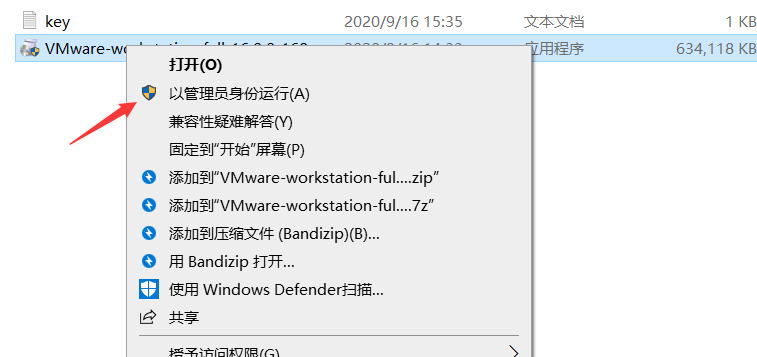 key 2020/9/16 15:35 文本文档 1 KB
VMware-workstation-full-16.0.0-169 2020/9/16 14:33 应用程序 634,118 KB
打开(O)
以管理员身份运行(A)
兼容性疑难解答(Y)
固定到“开始”屏幕(P)
添加到“VMware-workstation-ful....zip”
添加到“VMware-workstation-ful....7z”
添加到压缩文件 (Bandizip)(B)...
用 Bandizip 打开...
使用 Windows Defender扫描...
共享
授予访问权限(G)